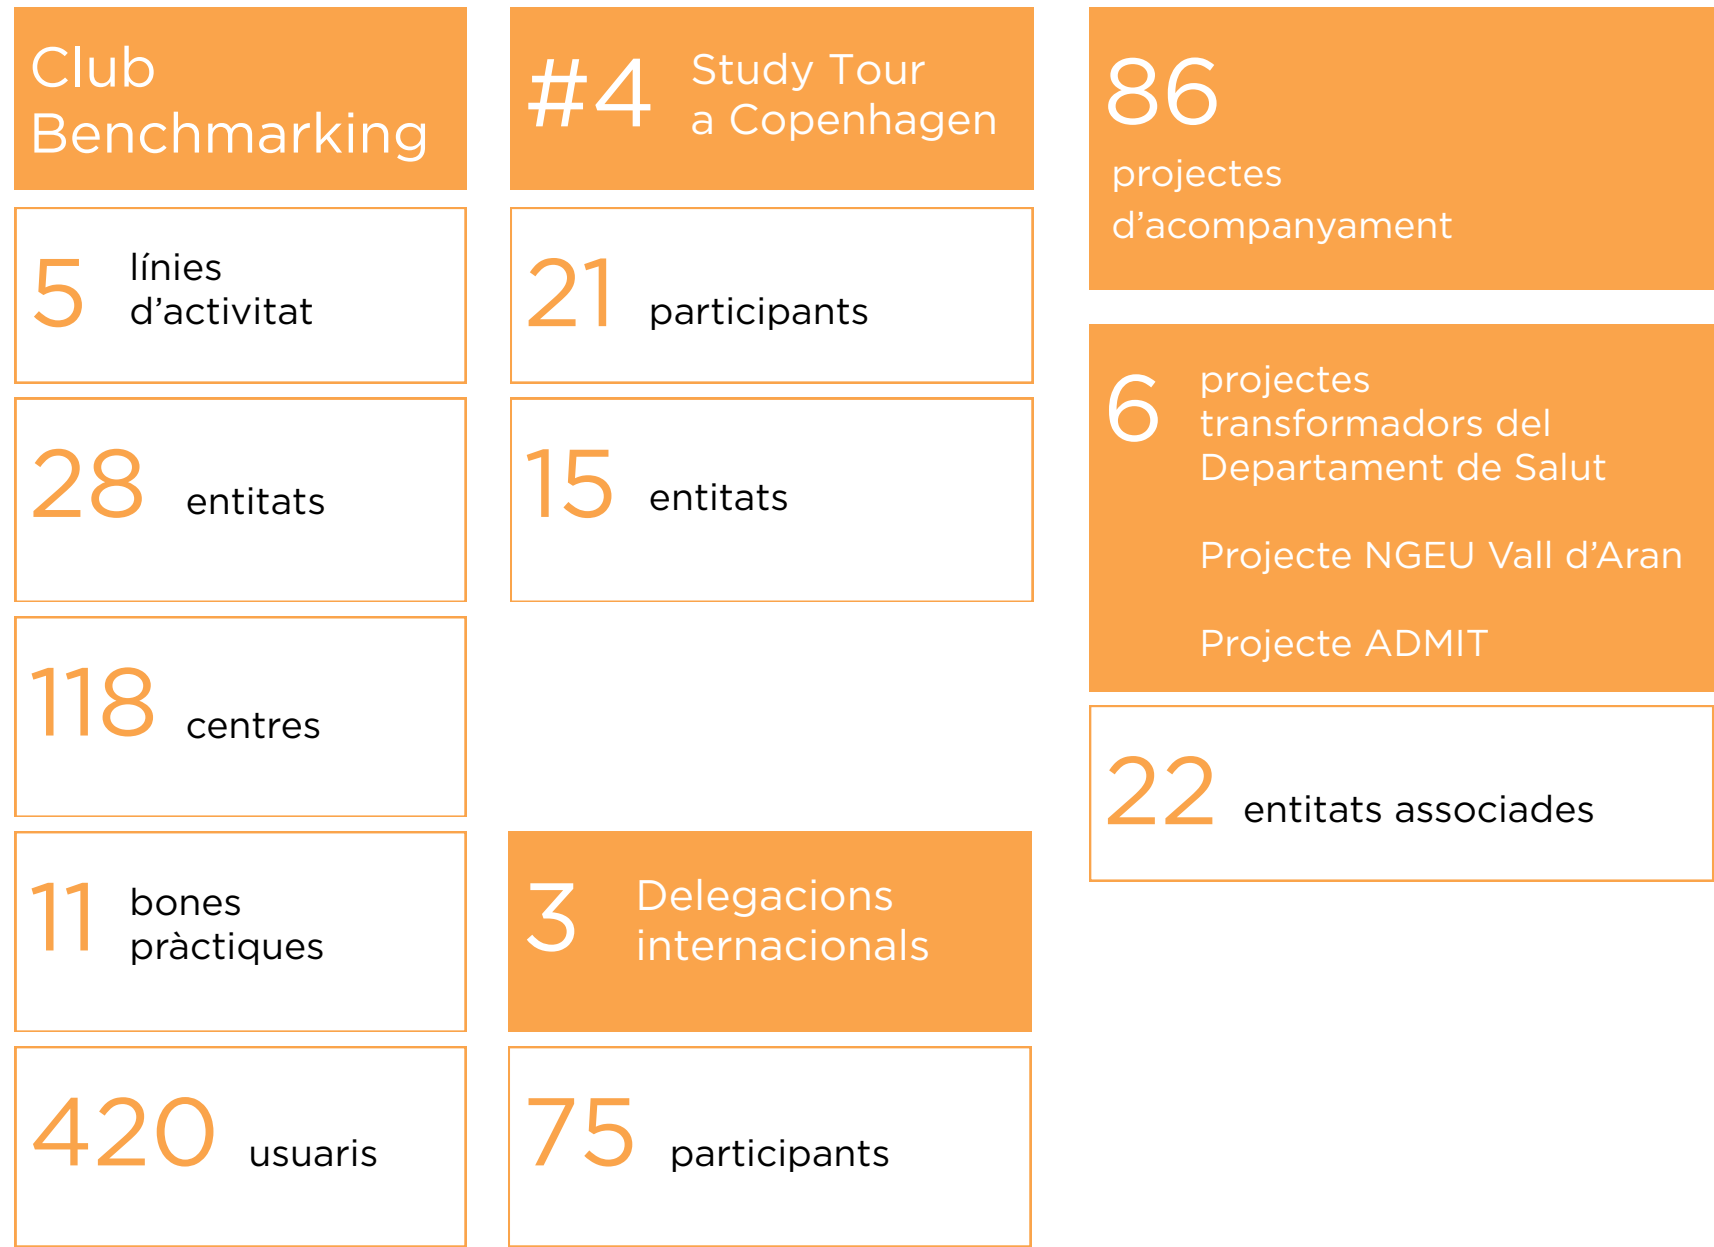 Club
Benchmarking
5 línies
d’activitat
28 entitats
118 centres
11 bones
pràctiques
420 usuaris
#4 Study Tour
a Copenhagen
21 participants
15 entitats
3 Delegacions
internacionals
75 participants
86
projectes
d’acompanyament
6 projectes
transformadors del
Departament de Salut
Projecte NGEU Vall d’Aran
Projecte ADMIT
22 entitats associades